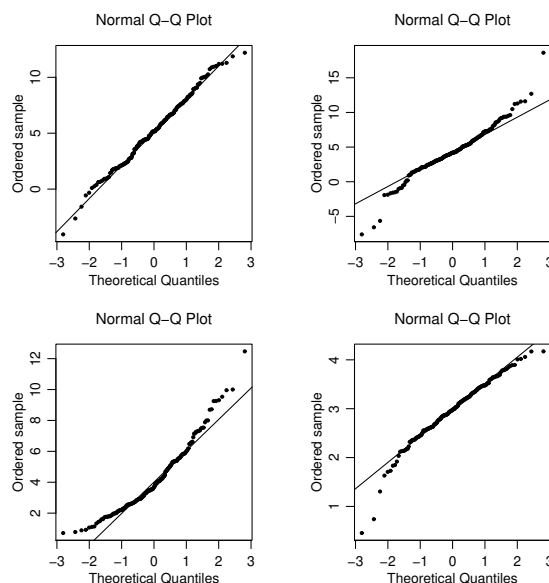 Normal Q−Q Plot
Ordered sample
10
5
0
−3 −2 −1 0 1 2 3
Theoretical Quantiles
Normal Q−Q Plot
Ordered sample
15
10
5
0
−5
−3 −2 −1 0 1 2 3
Theoretical Quantiles
Normal Q−Q Plot
Ordered sample
12
10
8
6
4
2
−3 −2 −1 0 1 2 3
Theoretical Quantiles
Normal Q−Q Plot
Ordered sample
4
3
2
1
−3 −2 −1 0 1 2 3
Theoretical Quantiles